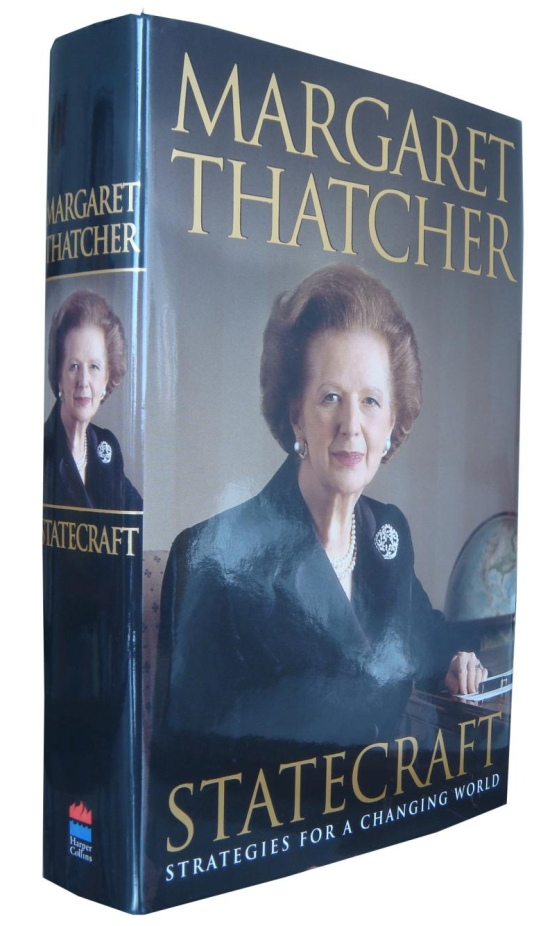 MARGARET
THATCHER
STATECRAFT
Harper
Collins
MARGARET
THATCHER
STATECRAFT
STRATEGIES FOR A CHANGING WORLD